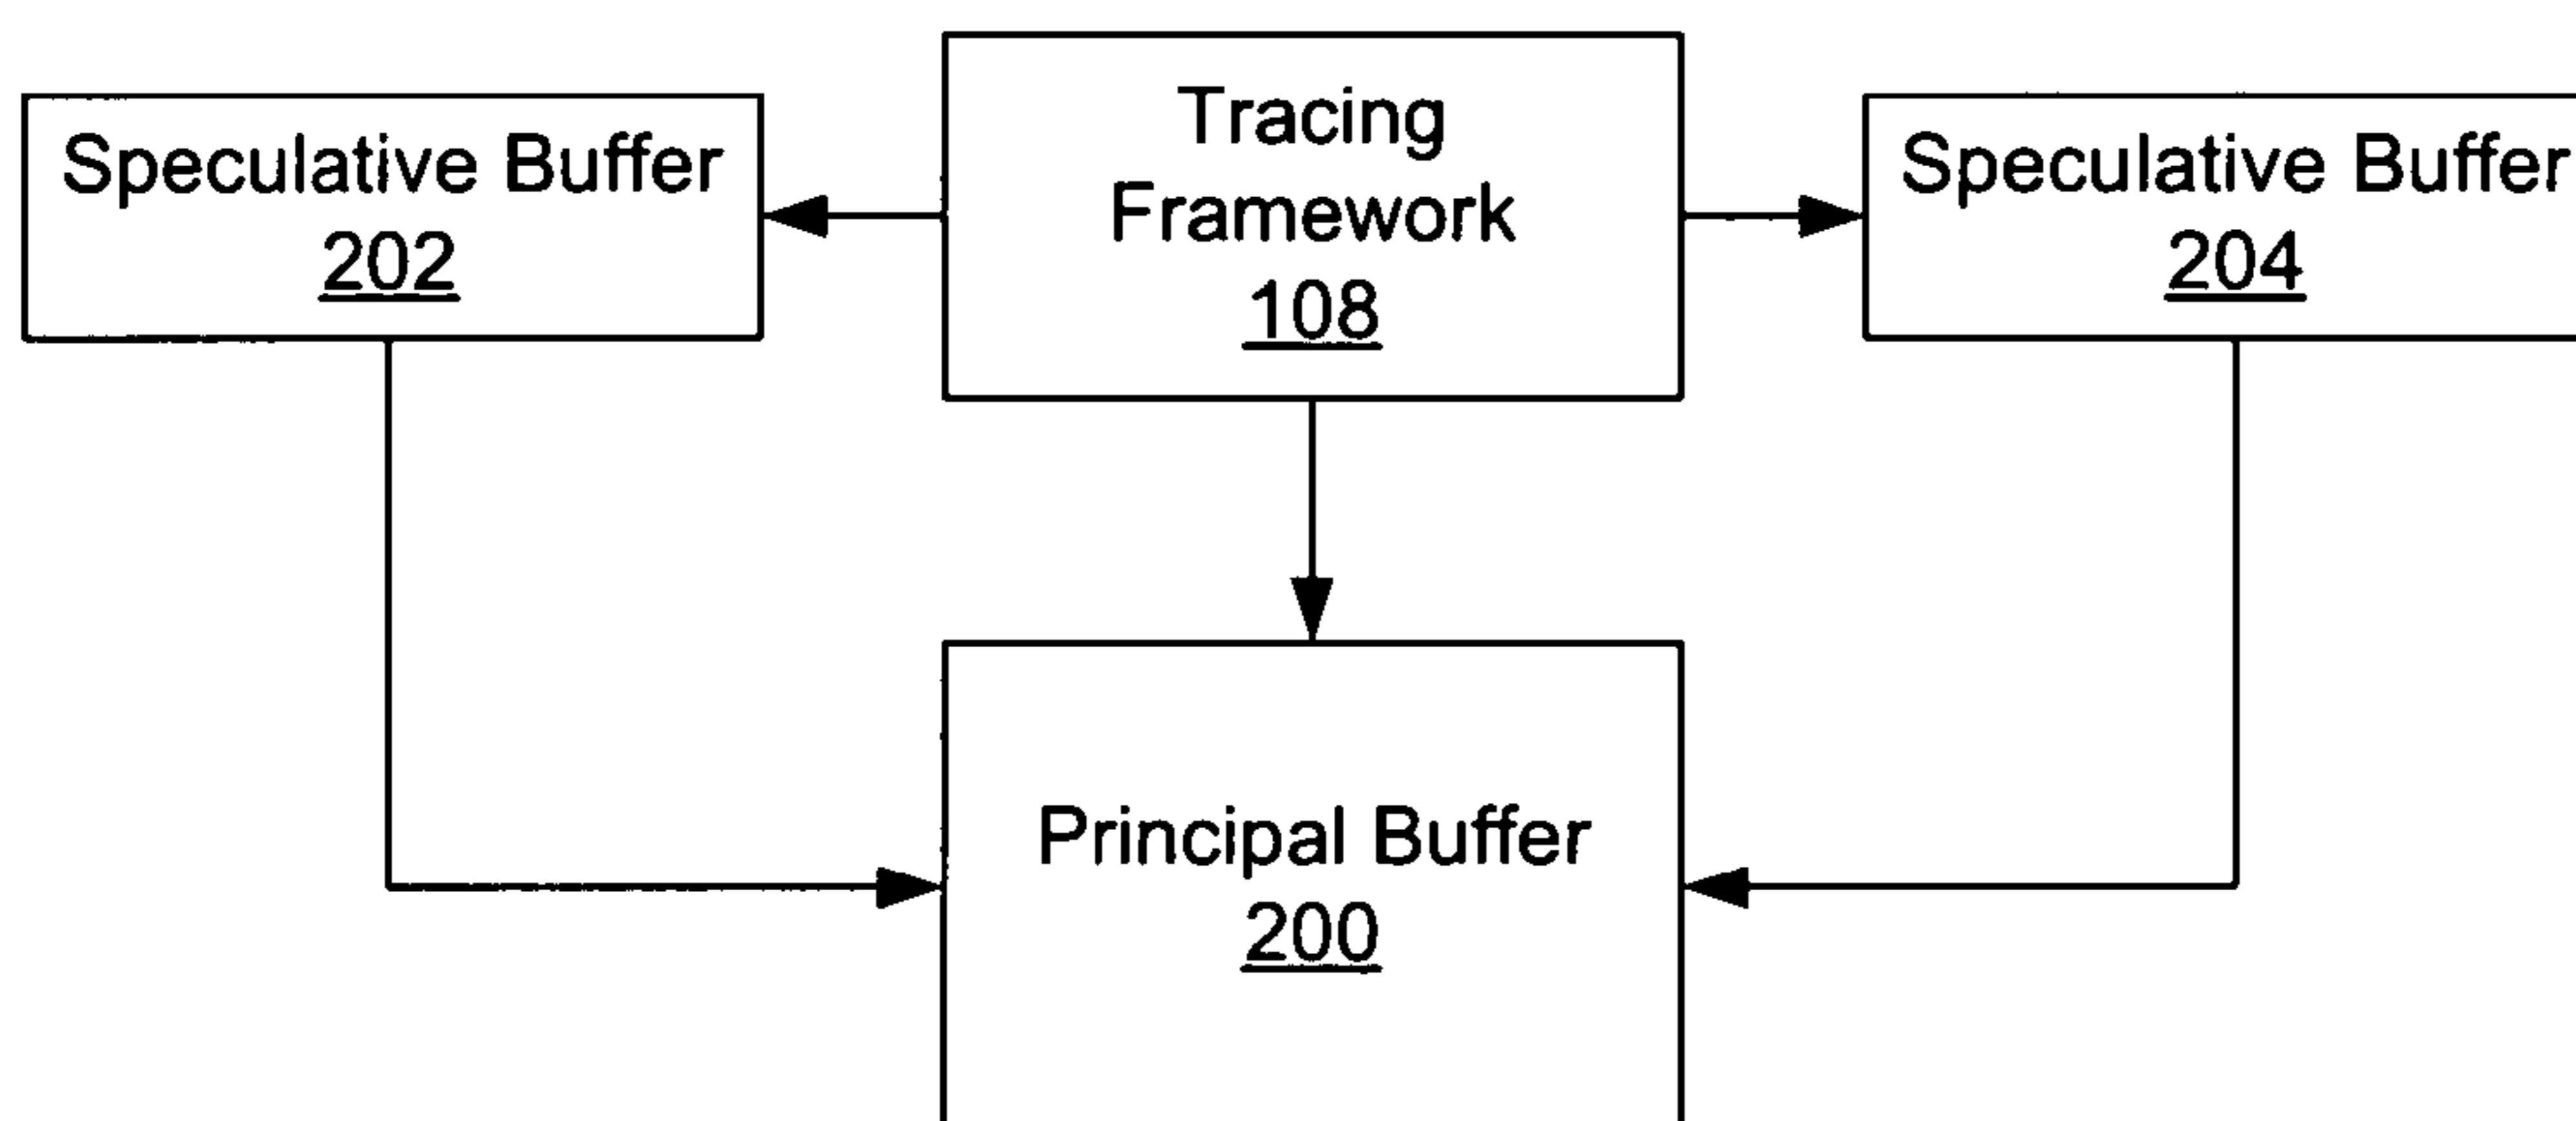 Speculative Buffer
202
Tracing
Framework
108
Speculative Buffer
204
Principal Buffer
200